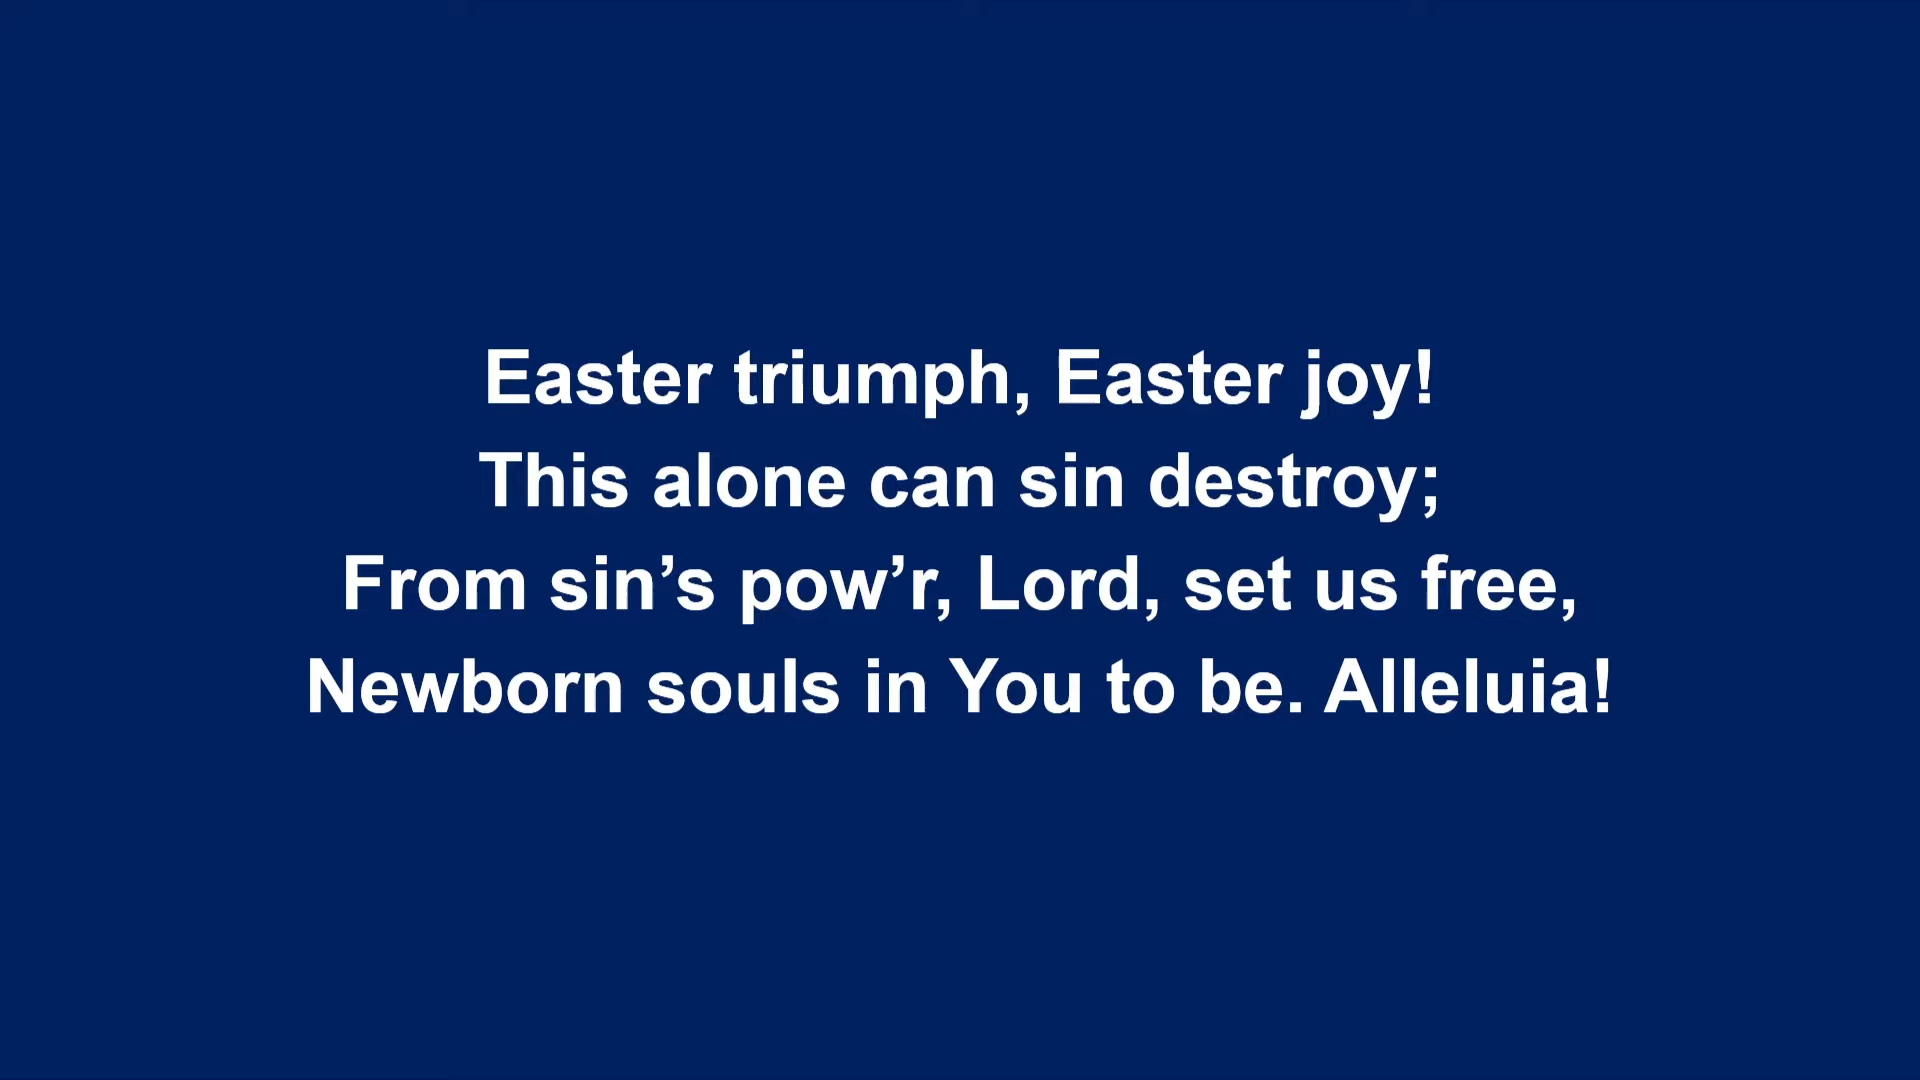 Easter triumph, Easter joy!
This alone can sin destroy;
From sin’s pow’r, Lord, set us free,
Newborn souls in You to be. Alleluia!